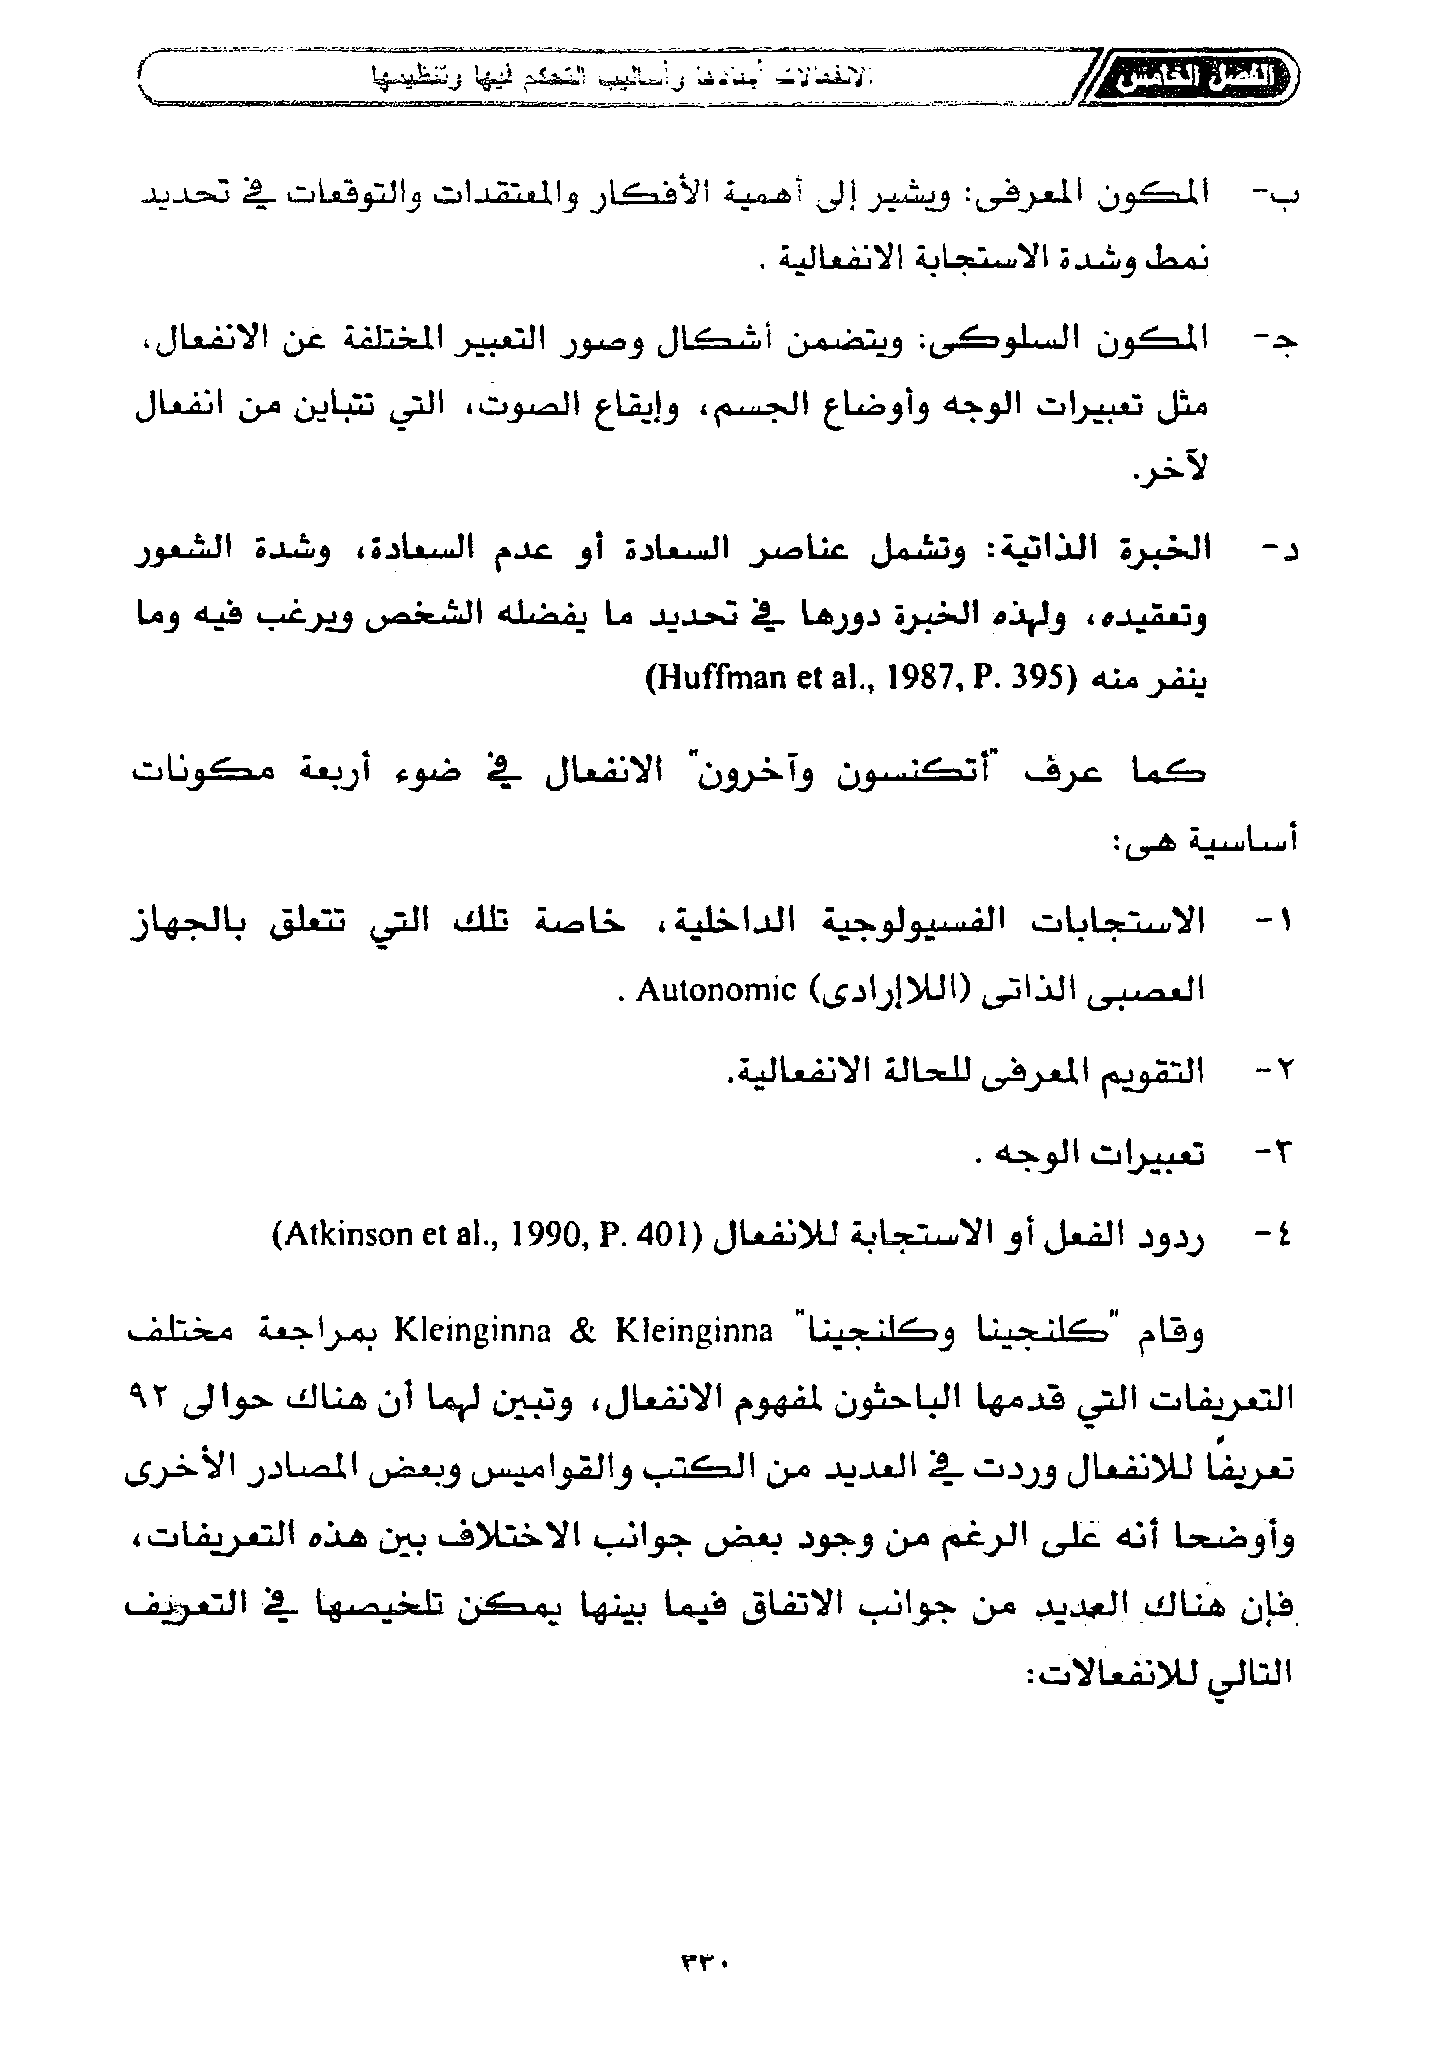 الفصل الخامس
الانفعالات أبعادها وأساليب التحكم فيها وتنظيمها
ب- المكون المعرفى: ويشير إلى أهمية الأفكار والمعتقدات والتوقعات في تحديد
نمط وشدة الاستجابة الانفعالية .
ج- المكون السلوكى: ويتضمن أشكال وصور التعبير المختلفة عن الانفعال،
مثل تعبيرات الوجه وأوضاع الجسم، وإيقاع الصوت، التي تتباين من انفعال
لآخر.
د- الخبرة الذاتية: وتشمل عناصر السعادة أو عدم السعادة، وشدة الشعور
وتعقيده، ولهذه الخبرة دورها في تحديد ما يفضله الشخص ويرغب فيه وما
ينفر منه (Huffman et al., 1987, P. 395)
كما عرف "أتكنسون وآخرون" الانفعال في ضوء أربعة مكونات
أساسية هى:
١- الاستجابات الفسيولوجية الداخلية، خاصة تلك التي تتعلق بالجهاز
العصبى الذاتى (اللاإرادى) Autonomic .
٢- التقويم المعرفى للحالة الانفعالية.
٣- تعبيرات الوجه .
٤- ردود الفعل أو الاستجابة للانفعال (Atkinson et al., 1990, P. 401)
وقام "كلنجينا وكلنجينا" Kleinginna & Kleinginna بمراجعة مختلف
التعريفات التي قدمها الباحثون لمفهوم الانفعال، وتبين لهما أن هناك حوالى ٩٢
تعريفًا للانفعال وردت في العديد من الكتب والقواميس وبعض المصادر الأخرى
وأوضحا أنه على الرغم من وجود بعض جوانب الاختلاف بين هذه التعريفات،
فإن هناك العديد من جوانب الاتفاق فيما بينها يمكن تلخيصها في التعريف
التالي للانفعالات:
٣٣٠